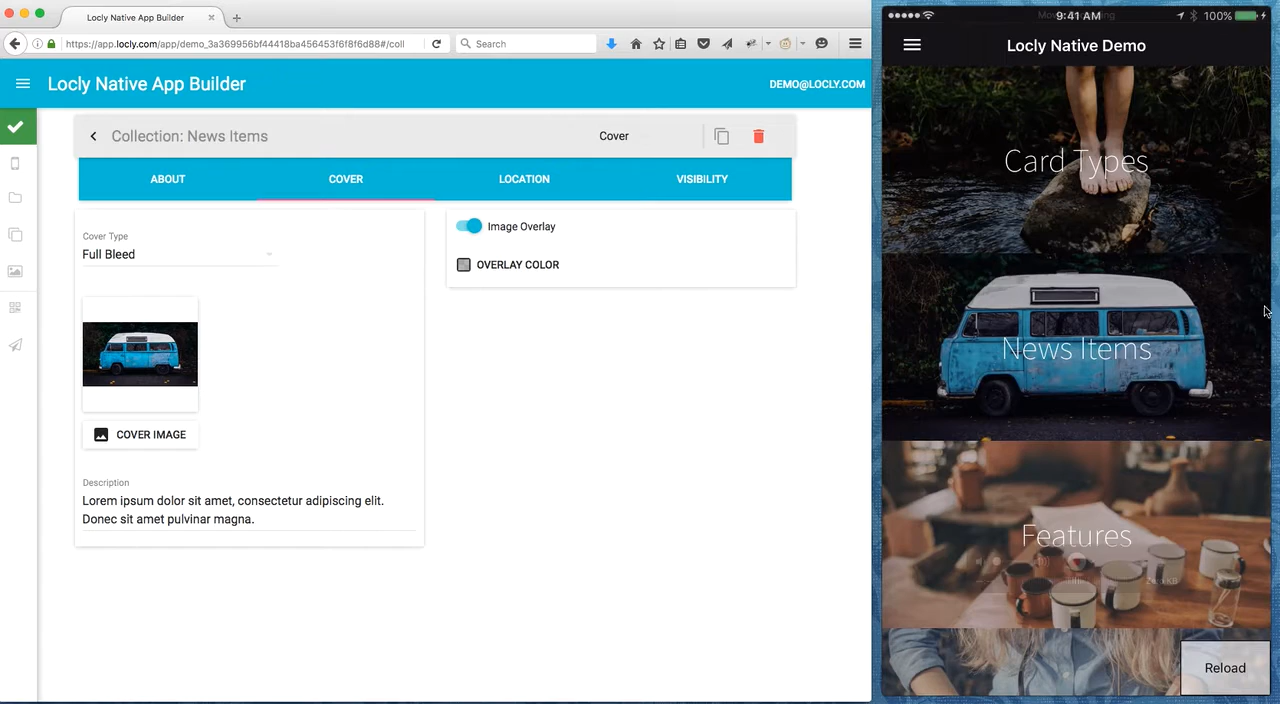 Locly Native App Builder
https://app.locly.com/app/demo_3a369956bf44418ba456453f6f8f6d88#/coll
Search
Locly Native App Builder
DEMO@LOCLY.COM
Collection: News Items
Cover
ABOUT
COVER
LOCATION
VISIBILITY
Cover Type
Full Bleed
COVER IMAGE
Description
Lorem ipsum dolor sit amet, consectetur adipiscing elit.
Donec sit amet pulvinar magna.
Image Overlay
OVERLAY COLOR
9:41 AM
100%
Locly Native Demo
Card Types
News Items
Features
Zero KB
Reload